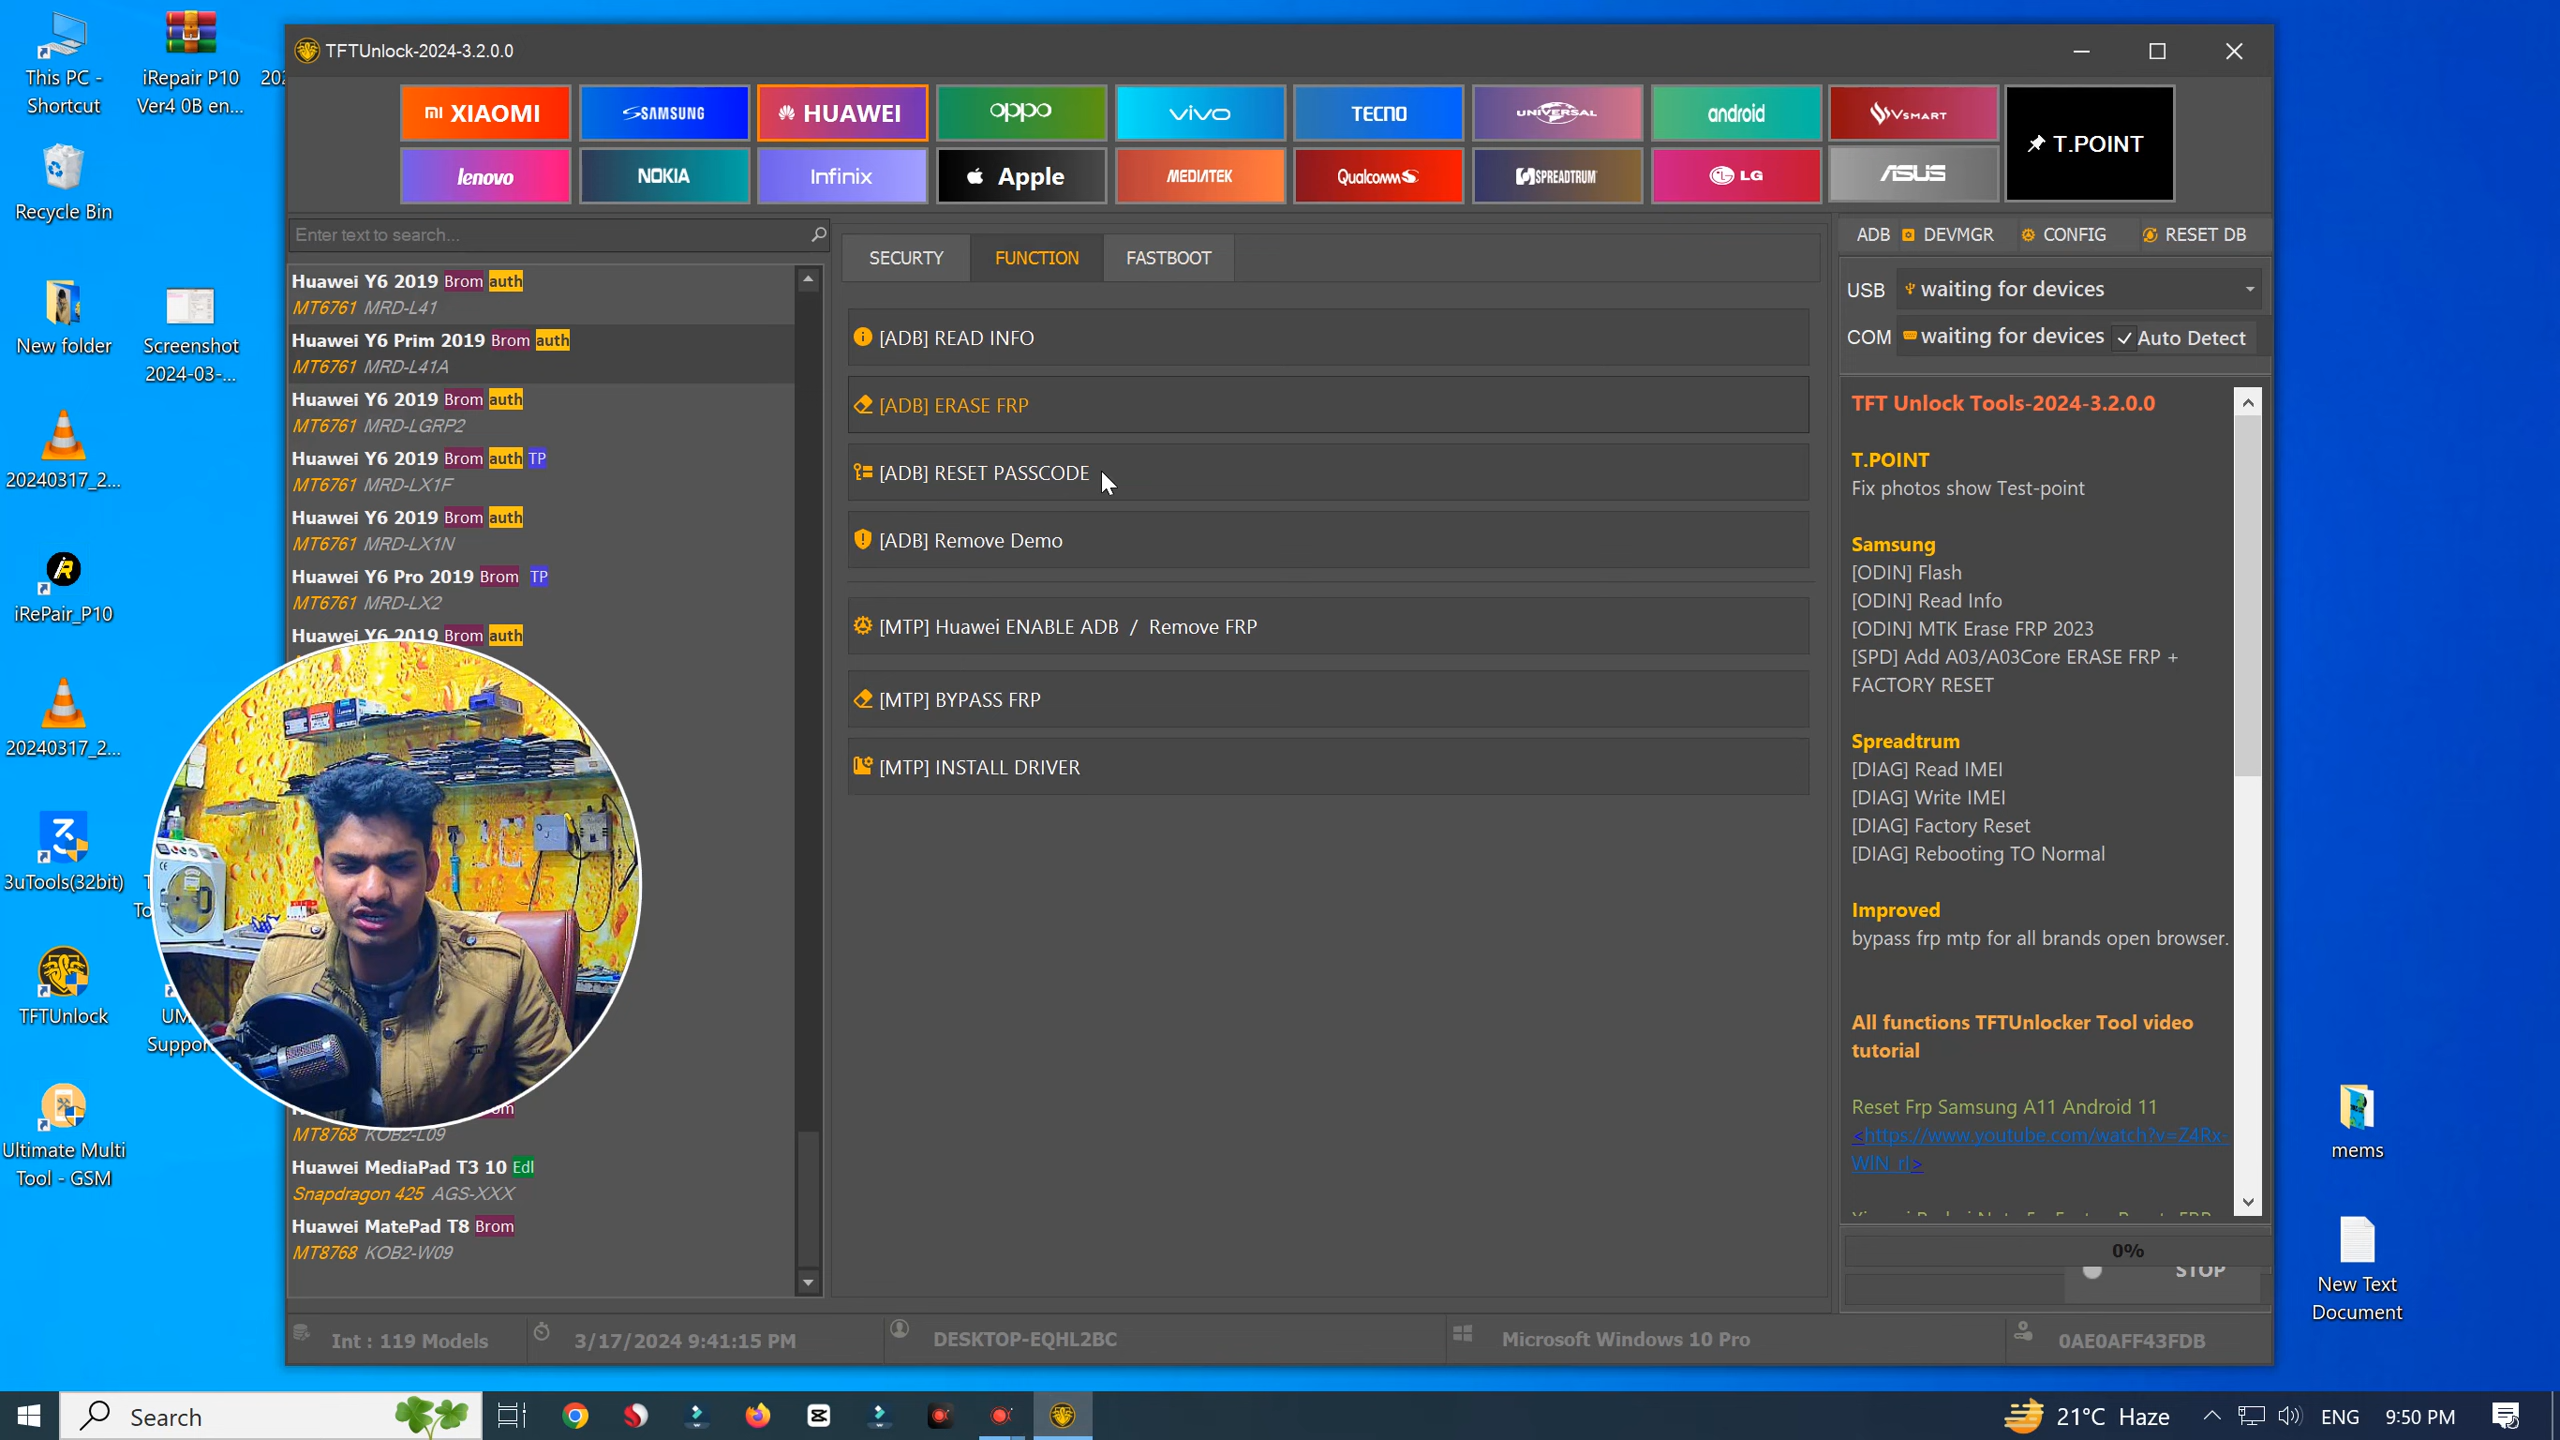 This PC -
Shortcut
iRepair P10
Ver4 0B en...
Recycle Bin
New folder
Screenshot
2024-03-...
20240317_2...
iRePair_P10
20240317_2...
3uTools(32bit)
TFTUnlock
Support
Ultimate Multi
Tool - GSM
TFTUnlock-2024-3.2.0.0
XIAOMI
SAMSUNG
HUAWEI
oppo
vivo
TECNO
UNIVERSAL
android
VSMART
T.POINT
lenovo
NOKIA
Infinix
Apple
MEDIATEK
Qualcomm
SPREADTRUM
LG
ASUS
Enter text to search...
Huawei Y6 2019 Brom auth
MT6761 MRD-L41
Huawei Y6 Prim 2019 Brom auth
MT6761 MRD-L41A
Huawei Y6 2019 Brom auth
MT6761 MRD-LGRP2
Huawei Y6 2019 Brom auth TP
MT6761 MRD-LX1F
Huawei Y6 2019 Brom auth
MT6761 MRD-LX1N
Huawei Y6 Pro 2019 Brom TP
MT6761 MRD-LX2
Huawei Y6 2019 Brom auth
MT8768 KOB2-L09
Huawei MediaPad T3 10 Edl
Snapdragon 425 AGS-XXX
Huawei MatePad T8 Brom
MT8768 KOB2-W09
SECURTY
FUNCTION
FASTBOOT
[ADB] READ INFO
[ADB] ERASE FRP
[ADB] RESET PASSCODE
[ADB] Remove Demo
[MTP] Huawei ENABLE ADB / Remove FRP
[MTP] BYPASS FRP
[MTP] INSTALL DRIVER
ADB DEVMGR CONFIG RESET DB
USB waiting for devices
COM waiting for devices Auto Detect
TFT Unlock Tools-2024-3.2.0.0
T.POINT
Fix photos show Test-point
Samsung
[ODIN] Flash
[ODIN] Read Info
[ODIN] MTK Erase FRP 2023
[SPD] Add A03/A03Core ERASE FRP +
FACTORY RESET
Spreadtrum
[DIAG] Read IMEI
[DIAG] Write IMEI
[DIAG] Factory Reset
[DIAG] Rebooting TO Normal
Improved
bypass frp mtp for all brands open browser.
All functions TFTUnlocker Tool video
tutorial
Reset Frp Samsung A11 Android 11
<https://www.youtube.com/watch?v=Z4Rx-
WlN_rI>
0%
STOP
Int : 119 Models
3/17/2024 9:41:15 PM
DESKTOP-EQHL2BC
Microsoft Windows 10 Pro
0AE0AFF43FDB
mems
New Text
Document
Search
21°C Haze
ENG
9:50 PM